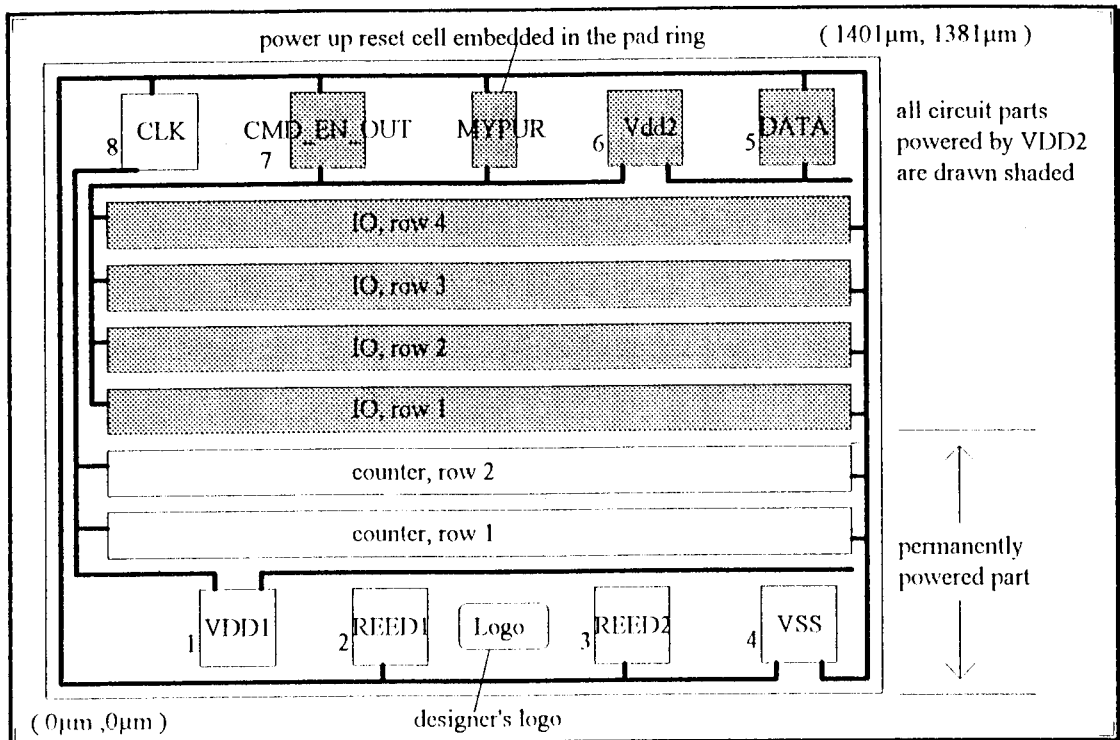 power up reset cell embedded in the pad ring
( 1401µm, 1381µm )
8 CLK
CMD_EN_OUT
7
MYPUR
6 Vdd2
5 DATA
all circuit parts
powered by VDD2
are drawn shaded
IO, row 4
IO, row 3
IO, row 2
IO, row 1
counter, row 2
counter, row 1
permanently
powered part
1 VDD1
2 REED1
Logo
3 REED2
4 VSS
( 0µm ,0µm )
designer's logo